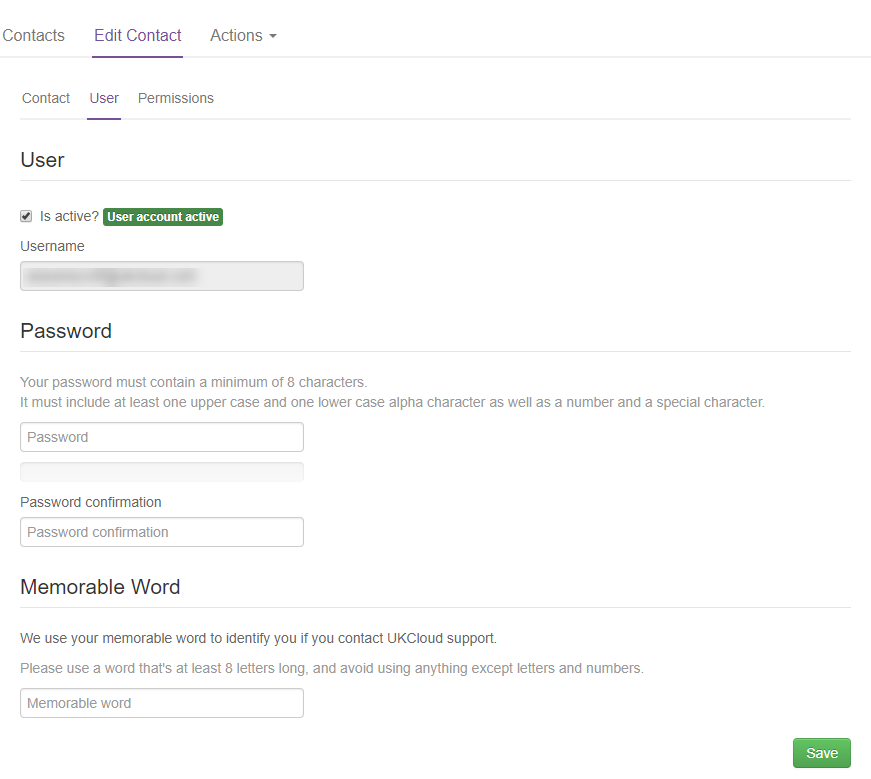 Contacts Edit Contact Actions
Contact User Permissions
User
Is active? User account active
Username
Password
Your password must contain a minimum of 8 characters.
It must include at least one upper case and one lower case alpha character as well as a number and a special character.
Password
Password confirmation
Password confirmation
Memorable Word
We use your memorable word to identify you if you contact UKCloud support.
Please use a word that's at least 8 letters long, and avoid using anything except letters and numbers.
Memorable word
Save